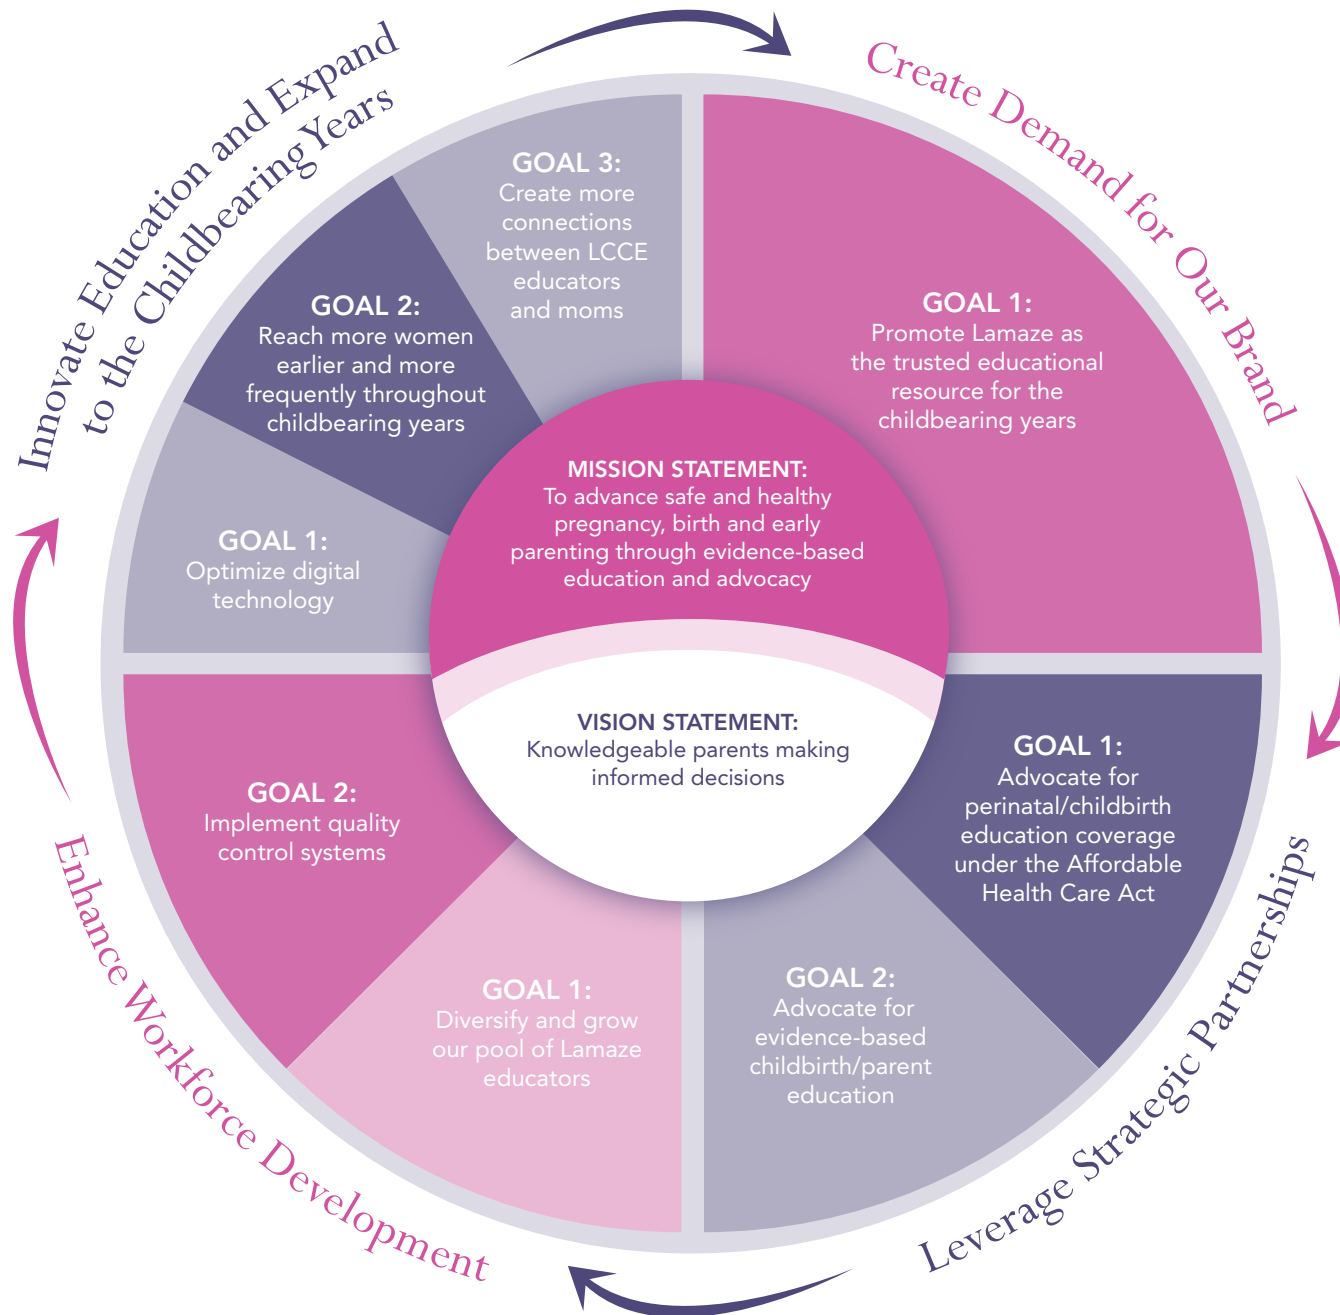 Innovate Education and Expand
to the Childbearing Years
Create Demand for Our Brand
Leverage Strategic Partnerships
Enhance Workforce Development
GOAL 3:
Create more
connections
between LCCE
educators
and moms
GOAL 2:
Reach more women
earlier and more
frequently throughout
childbearing years
GOAL 1:
Optimize digital
technology
GOAL 1:
Promote Lamaze as
the trusted educational
resource for the
childbearing years
MISSION STATEMENT:
To advance safe and healthy
pregnancy, birth and early
parenting through evidence-based
education and advocacy
VISION STATEMENT:
Knowledgeable parents making
informed decisions
GOAL 1:
Advocate for
perinatal/childbirth
education coverage
under the Affordable
Health Care Act
GOAL 2:
Advocate for
evidence-based
childbirth/parent
education
GOAL 1:
Diversify and grow
our pool of Lamaze
educators
GOAL 2:
Implement quality
control systems